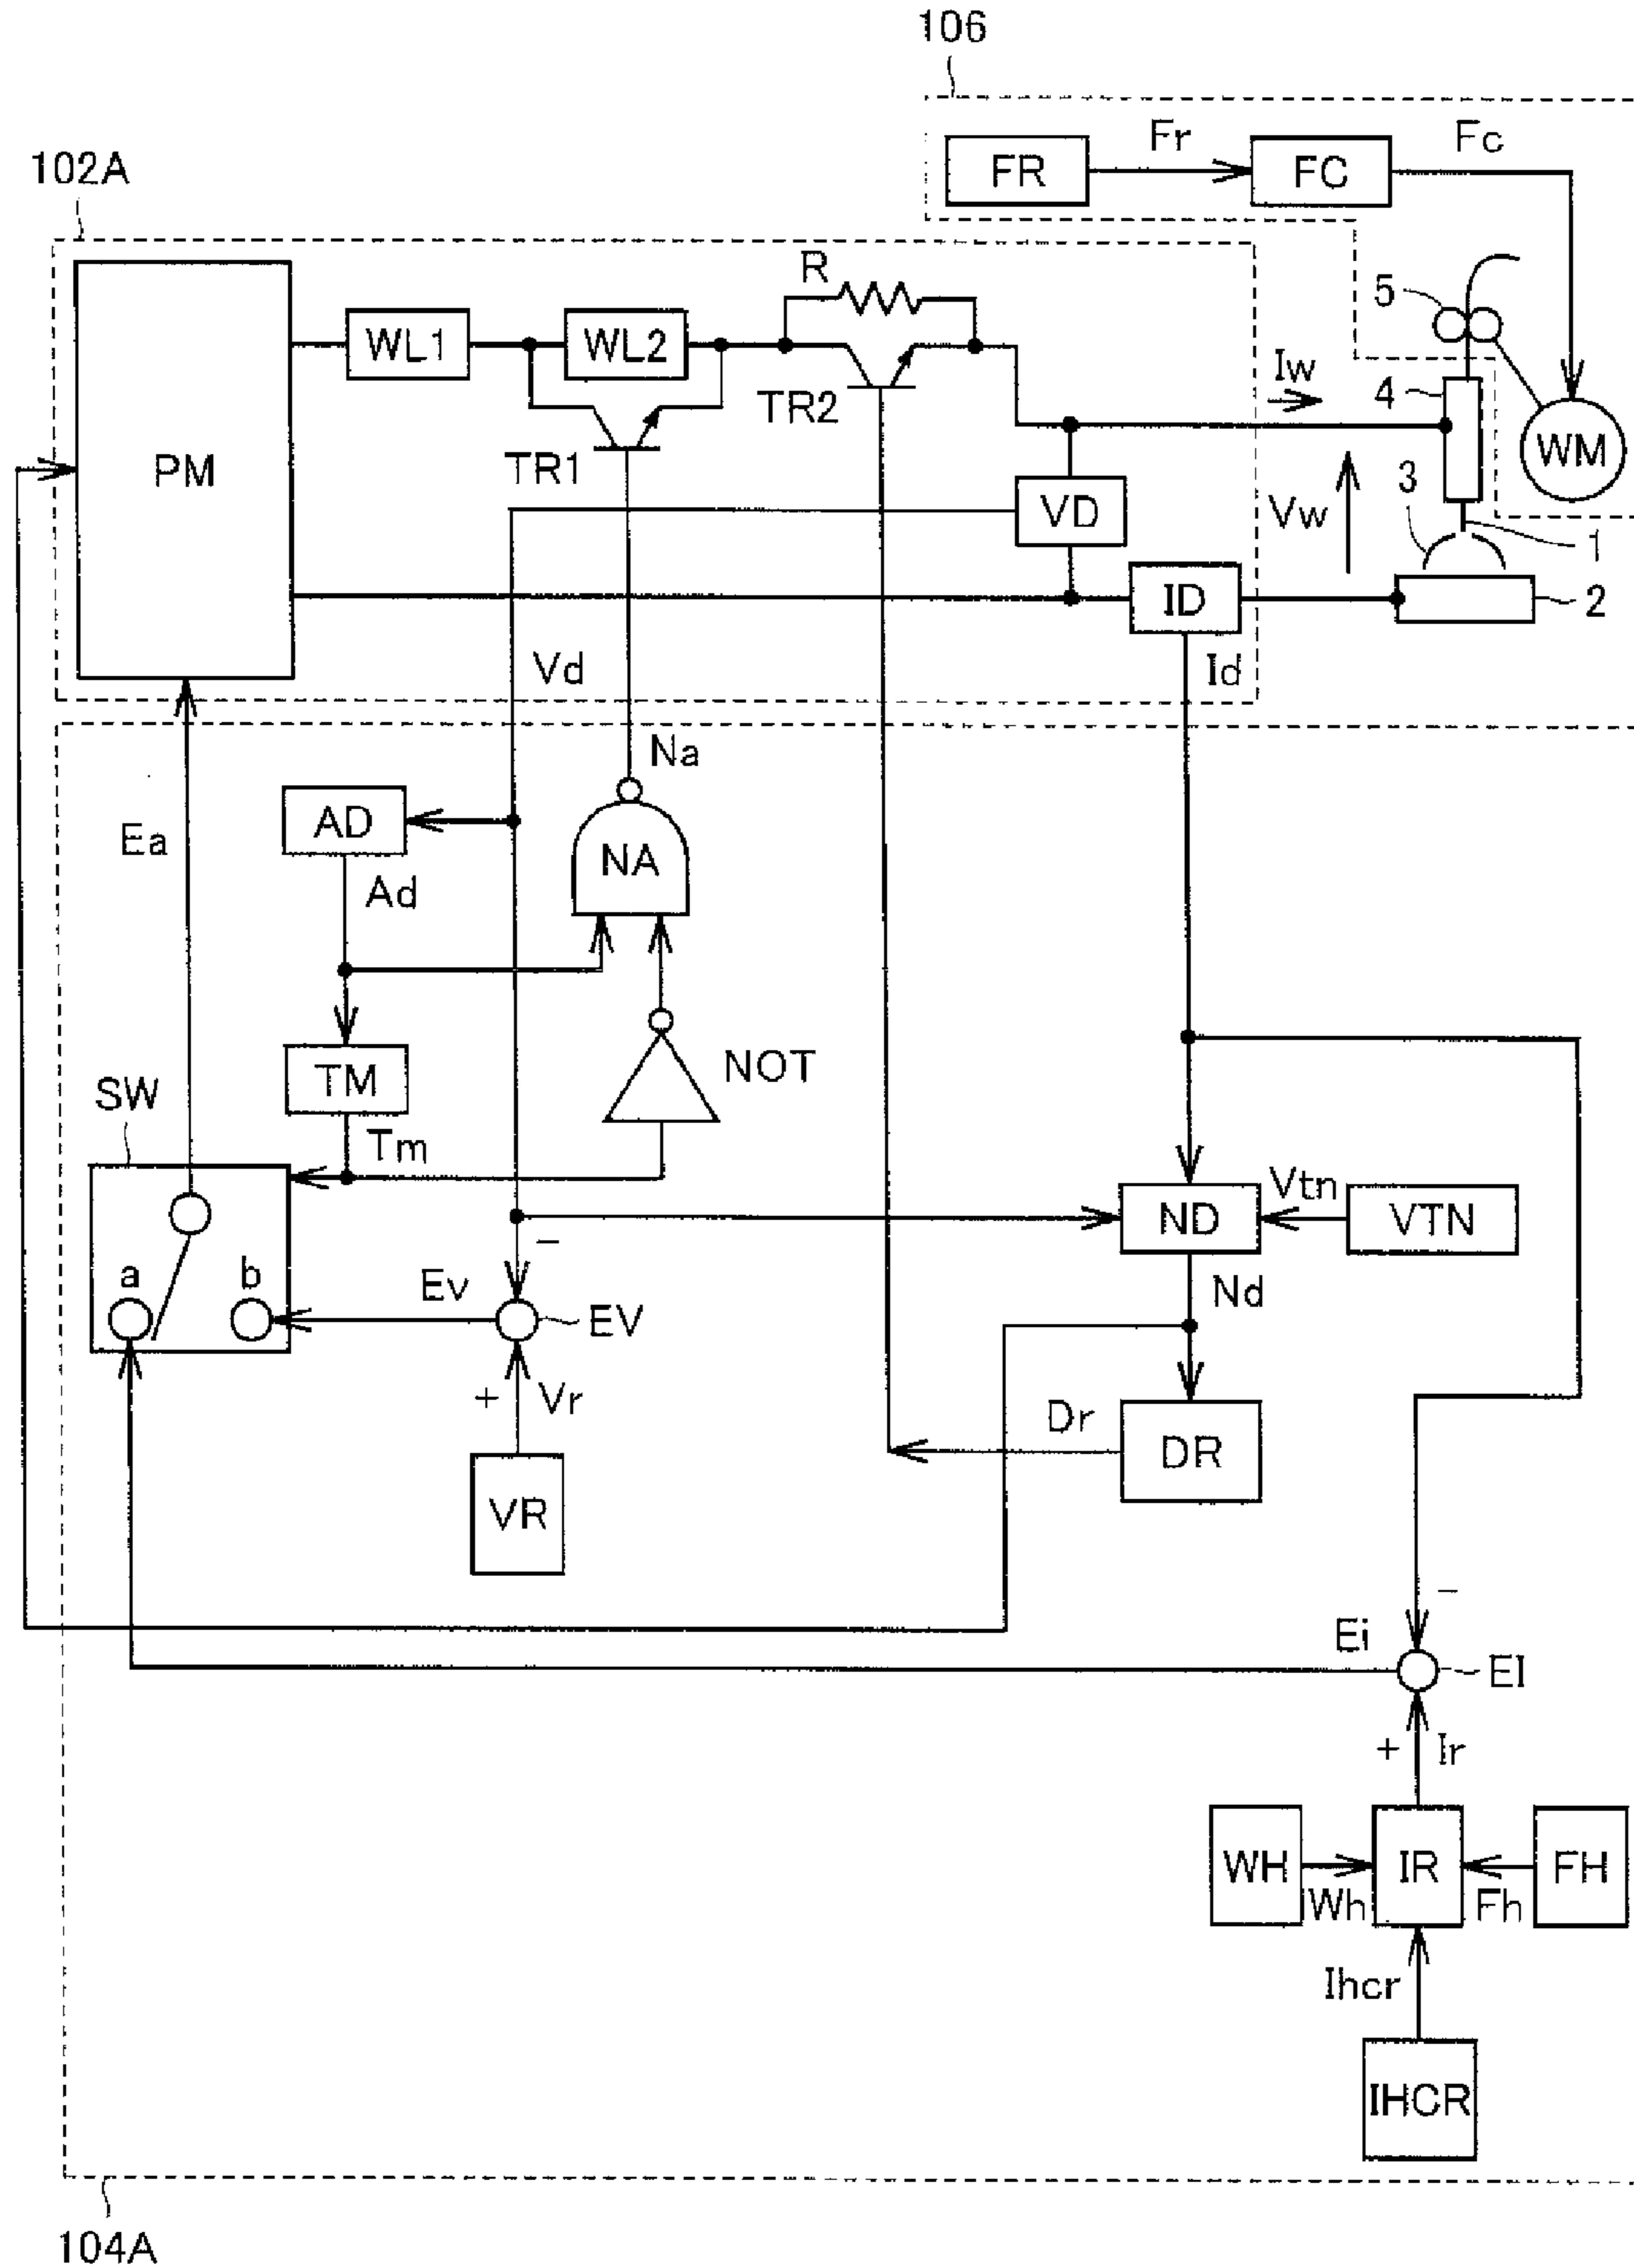 106
Fr
Fc
FR
FC
102A
R
5
WL1
WL2
Iw
4
TR2
PM
TR1
WM
VD
Vw
3
1
ID
2
Vd
Id
Na
AD
Ea
NA
Ad
NOT
TM
SW
Tm
Vtn
ND
VTN
−
a
b
Ev
EV
Nd
+
Vr
Dr
DR
VR
−
Ei
EI
+
Ir
WH
IR
FH
Wh
Fh
Ihcr
IHCR
104A